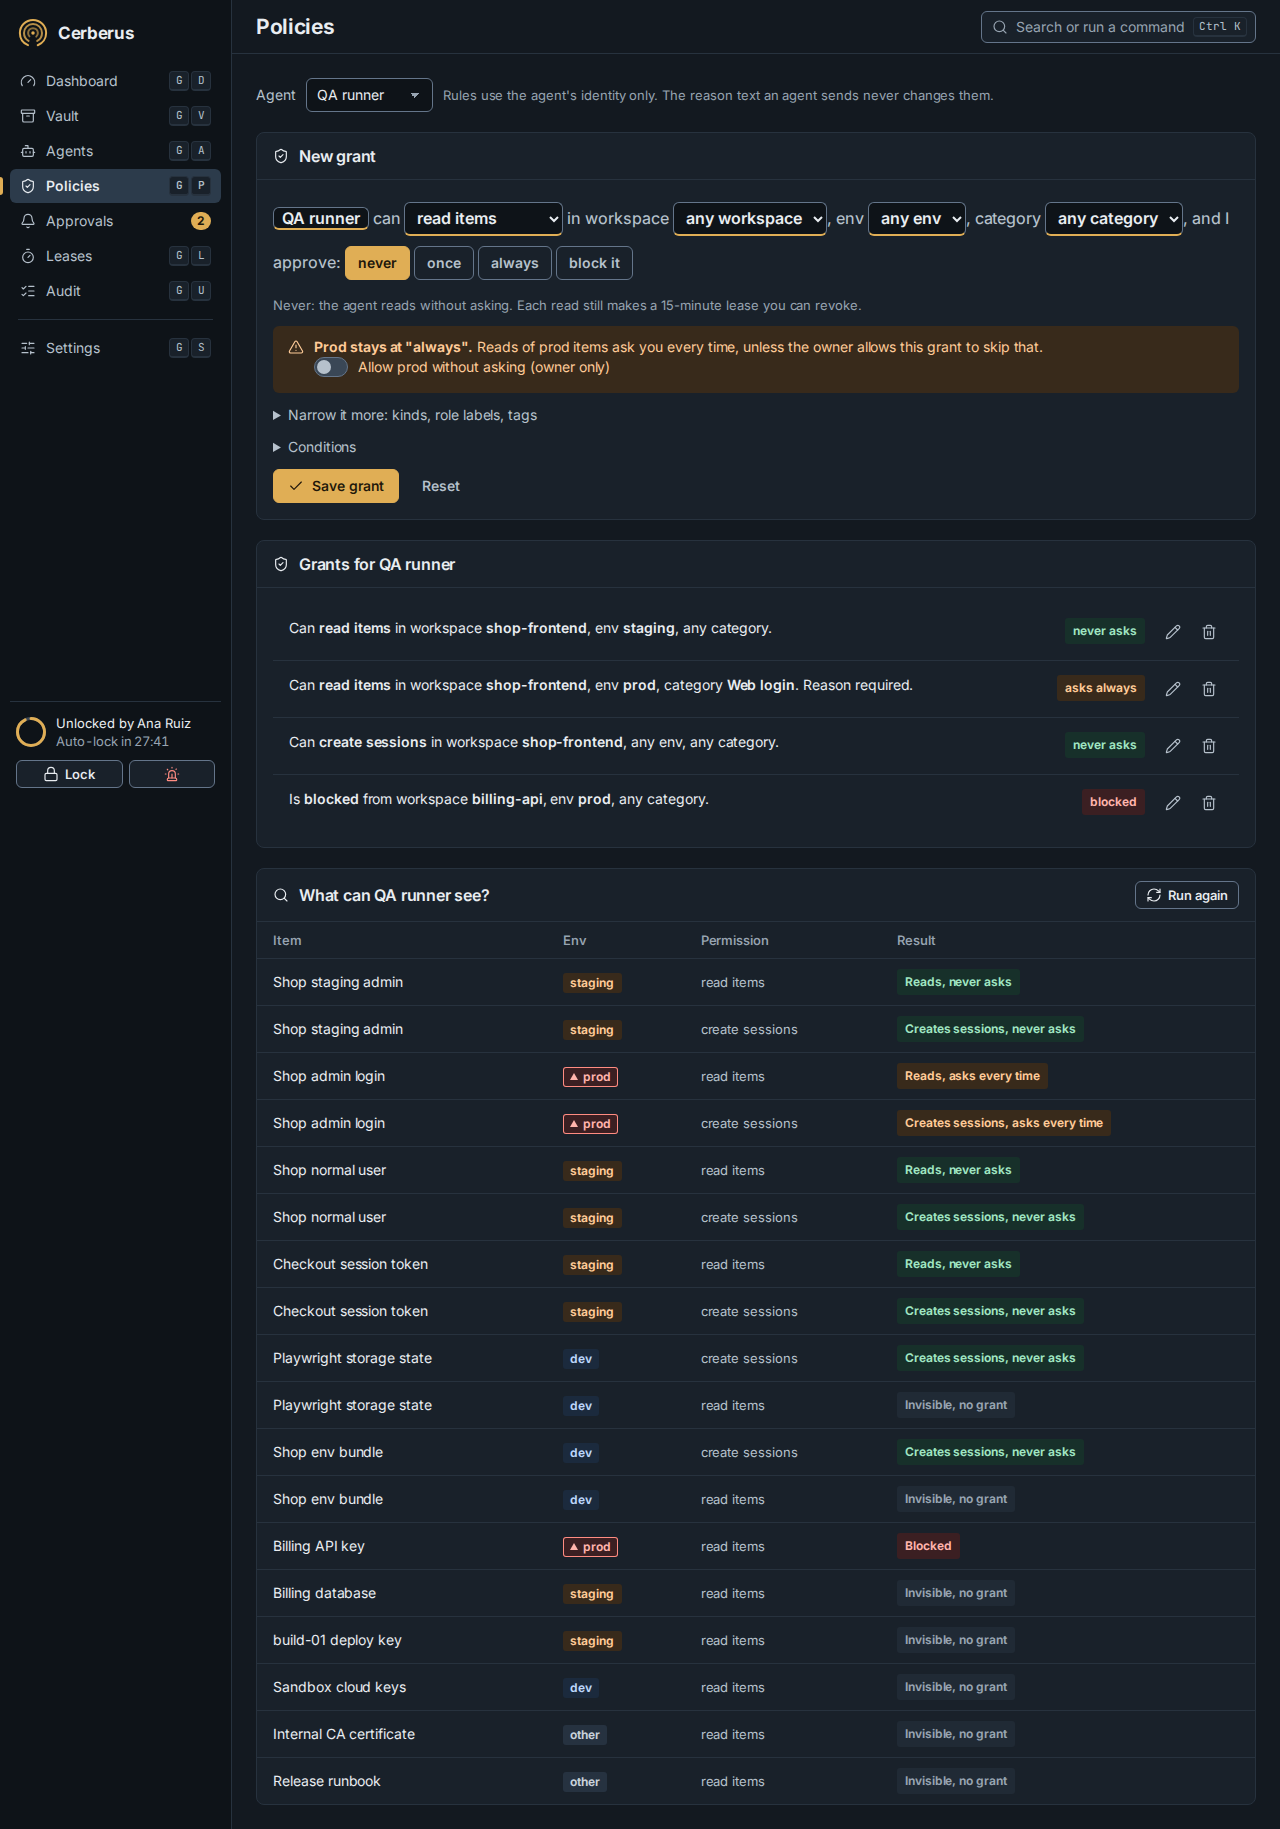 Cerberus
Policies
Search or run a command Ctrl K
Dashboard G D
Vault G V
Agents G A
Policies G P
Approvals 2
Leases G L
Audit G U
Settings G S
Unlocked by Ana Ruiz
Auto-lock in 27:41
Lock
Agent QA runner Rules use the agent's identity only. The reason text an agent sends never changes them.
New grant
QA runner can read items in workspace any workspace, env any env, category any category, and I
approve: never once always block it
Never: the agent reads without asking. Each read still makes a 15-minute lease you can revoke.
Prod stays at "always". Reads of prod items ask you every time, unless the owner allows this grant to skip that.
Allow prod without asking (owner only)
Narrow it more: kinds, role labels, tags
Conditions
Save grant Reset
Grants for QA runner
Can read items in workspace shop-frontend, env staging, any category. never asks
Can read items in workspace shop-frontend, env prod, category Web login. Reason required. asks always
Can create sessions in workspace shop-frontend, any env, any category. never asks
Is blocked from workspace billing-api, env prod, any category. blocked
What can QA runner see? Run again
Item Env Permission Result
Shop staging admin staging read items Reads, never asks
Shop staging admin staging create sessions Creates sessions, never asks
Shop admin login prod read items Reads, asks every time
Shop admin login prod create sessions Creates sessions, asks every time
Shop normal user staging read items Reads, never asks
Shop normal user staging create sessions Creates sessions, never asks
Checkout session token staging read items Reads, never asks
Checkout session token staging create sessions Creates sessions, never asks
Playwright storage state dev create sessions Creates sessions, never asks
Playwright storage state dev read items Invisible, no grant
Shop env bundle dev create sessions Creates sessions, never asks
Shop env bundle dev read items Invisible, no grant
Billing API key prod read items Blocked
Billing database staging read items Invisible, no grant
build-01 deploy key staging read items Invisible, no grant
Sandbox cloud keys dev read items Invisible, no grant
Internal CA certificate other read items Invisible, no grant
Release runbook other read items Invisible, no grant